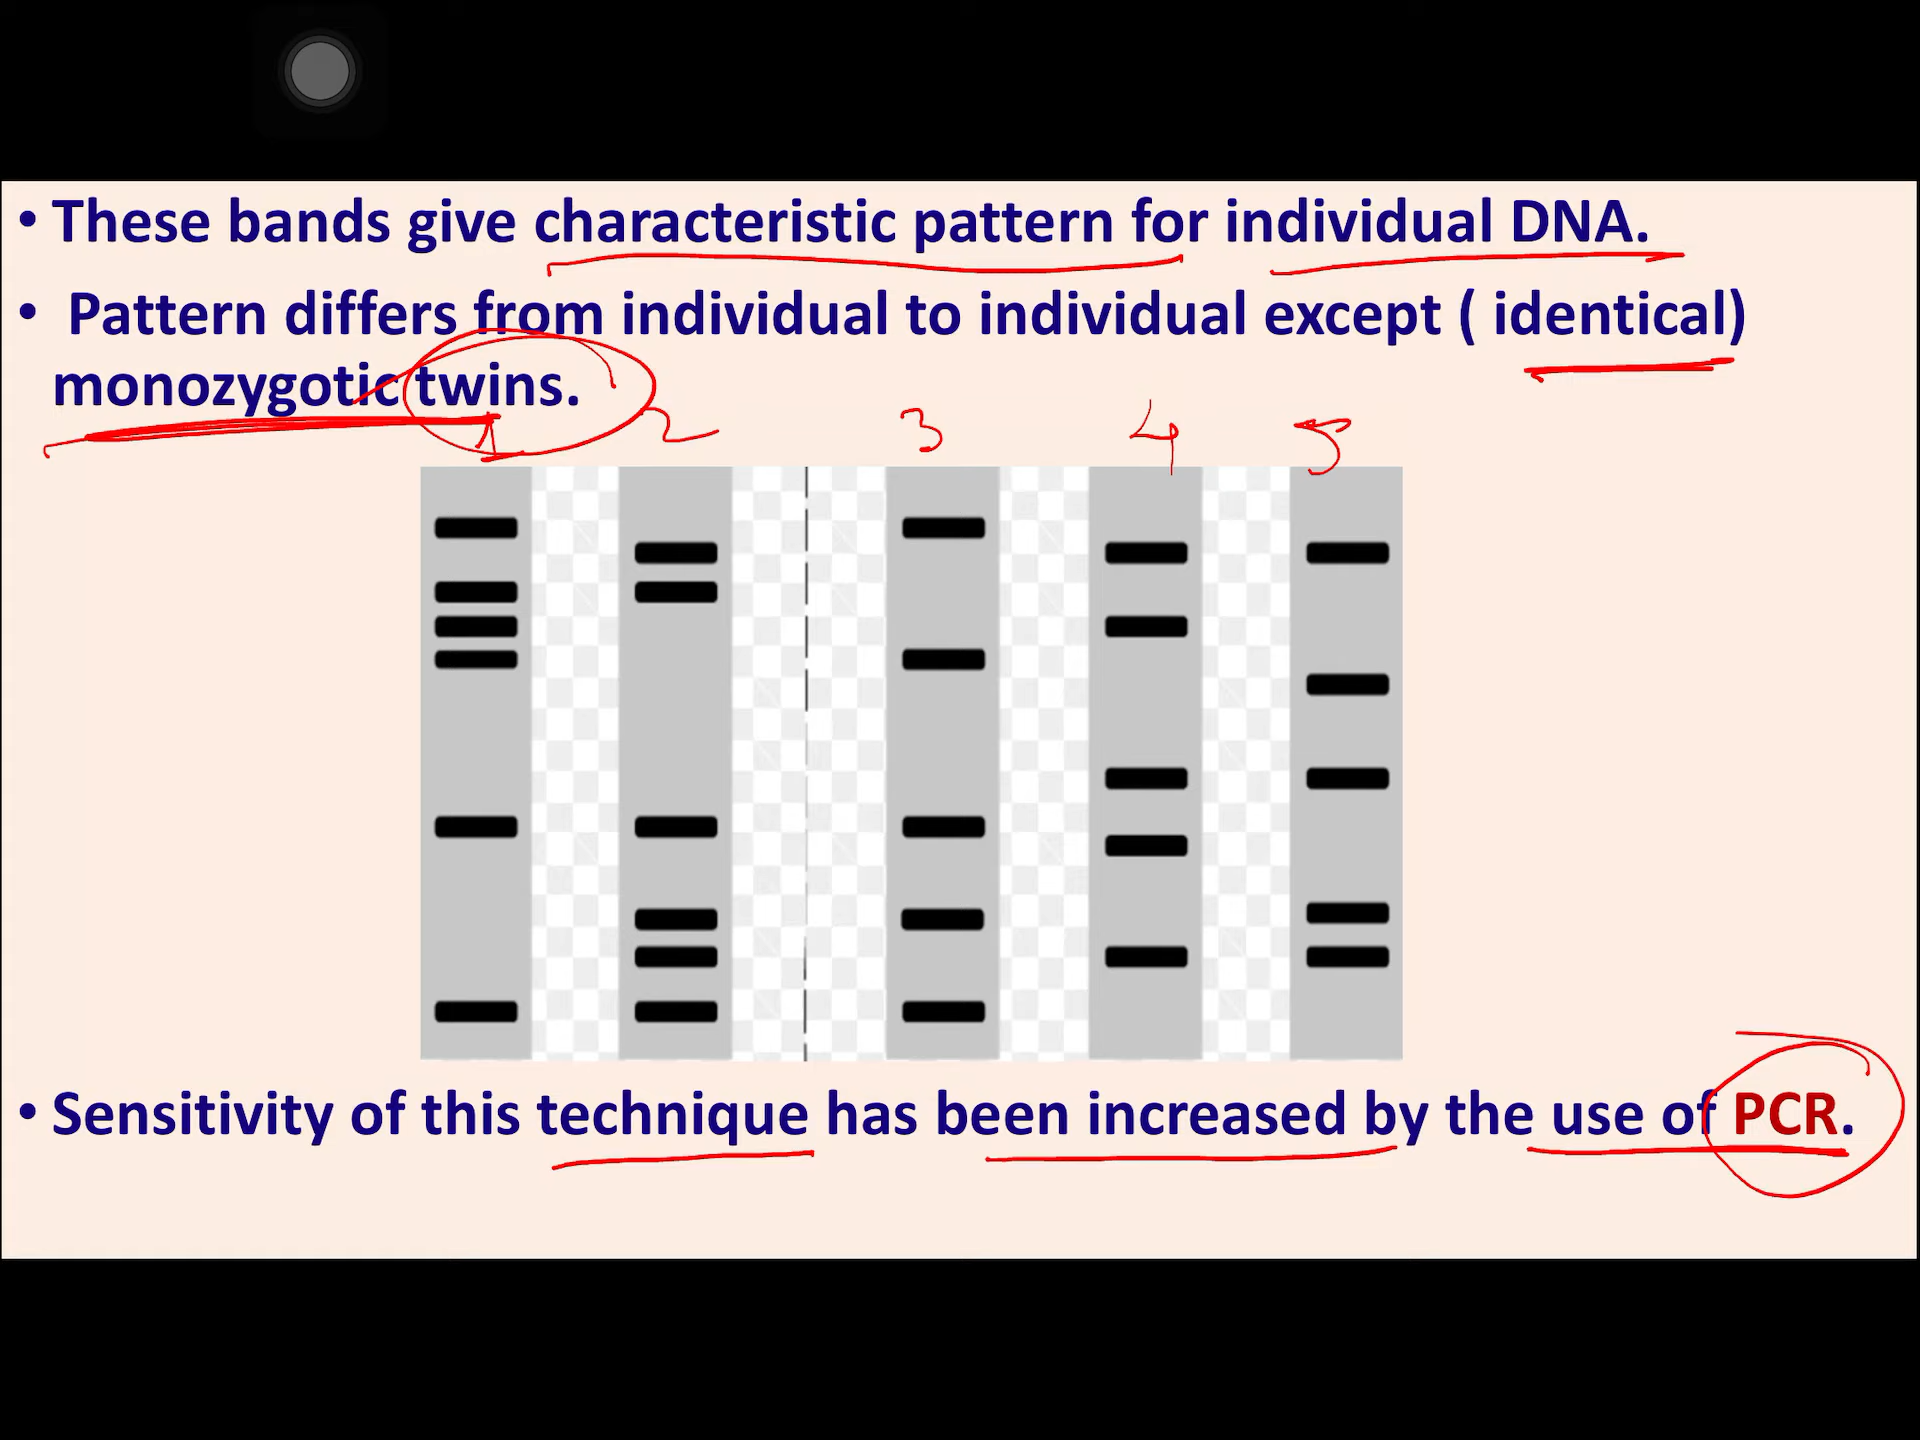 • These bands give characteristic pattern for individual DNA.
• Pattern differs from individual to individual except ( identical)
monozygotic twins.
1 2 3 4 5
• Sensitivity of this technique has been increased by the use of PCR.